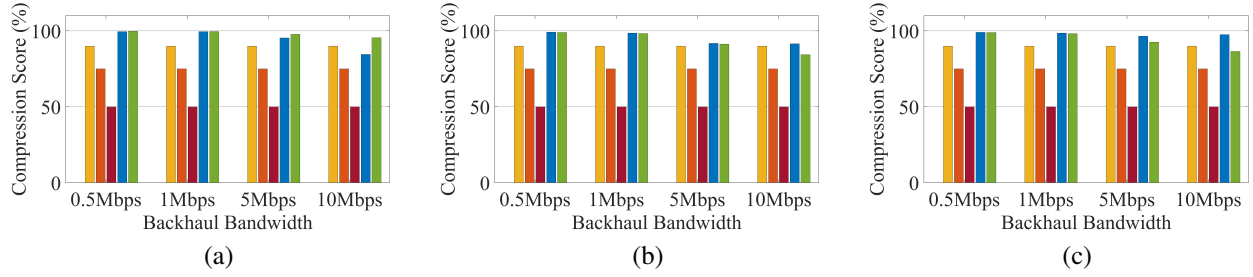 Compression Score (%)
100
50
0
0.5Mbps 1Mbps 5Mbps 10Mbps
Backhaul Bandwidth
(a)
Compression Score (%)
100
50
0
0.5Mbps 1Mbps 5Mbps 10Mbps
Backhaul Bandwidth
(b)
Compression Score (%)
100
50
0
0.5Mbps 1Mbps 5Mbps 10Mbps
Backhaul Bandwidth
(c)